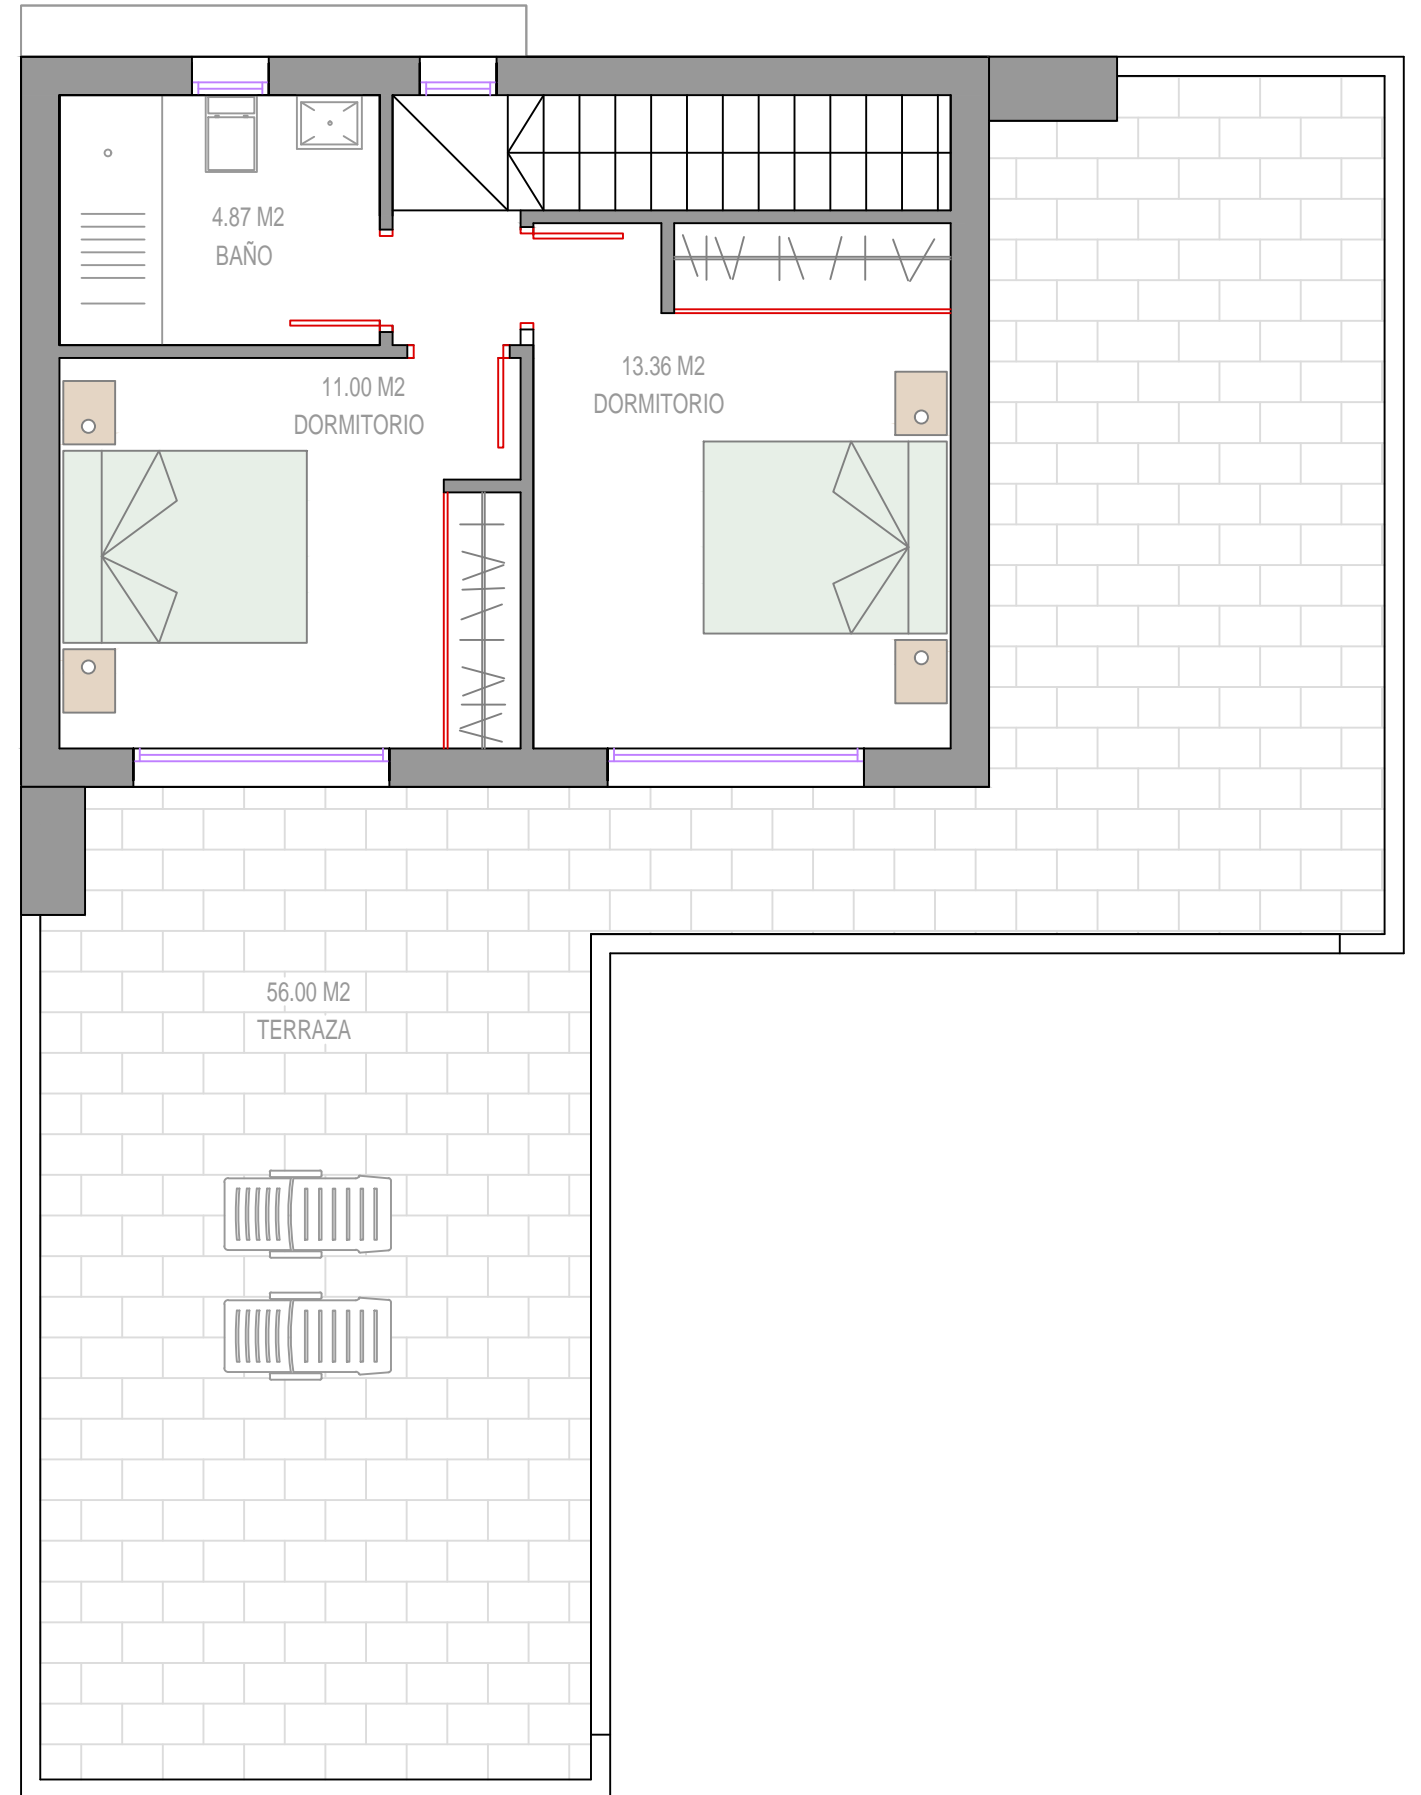 4.87 M2
BAÑO
11.00 M2
DORMITORIO
13.36 M2
DORMITORIO
56.00 M2
TERRAZA